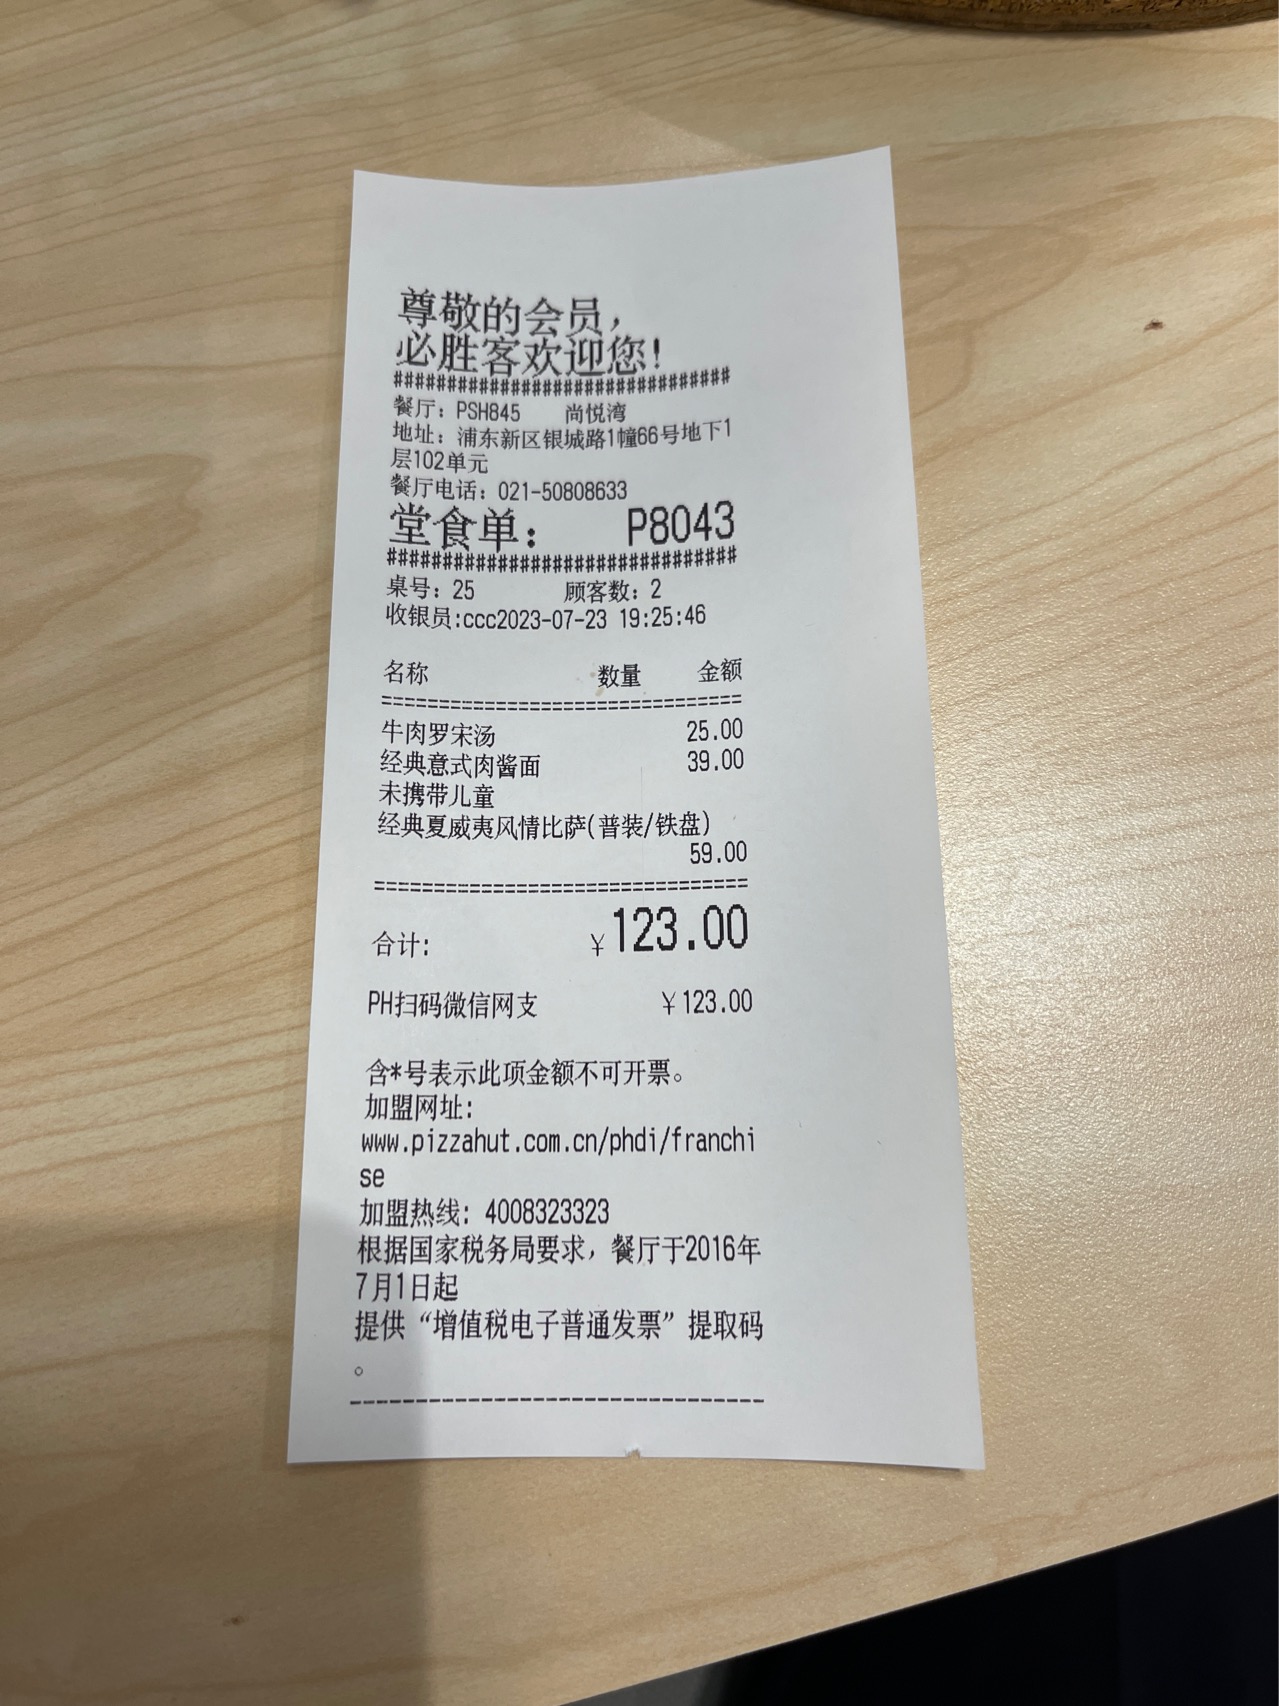 尊敬的会员，
必胜客欢迎您!
################################
餐厅: PSH845 尚悦湾
地址: 浦东新区银城路1幢66号地下1
层102单元
餐厅电话: 021-50808633
堂食单: P8043
################################
桌号: 25 顾客数: 2
收银员:ccc2023-07-23 19:25:46
名称 数量 金额
================================
牛肉罗宋汤 25.00
经典意式肉酱面 39.00
未携带儿童
经典夏威夷风情比萨(普装/铁盘)
59.00
================================
合计: ￥123.00
PH扫码微信网支 ￥123.00
含*号表示此项金额不可开票。
加盟网址:
www.pizzahut.com.cn/phdi/franchi
se
加盟热线: 4008323323
根据国家税务局要求，餐厅于2016年
7月1日起
提供“增值税电子普通发票”提取码
。
--------------------------------